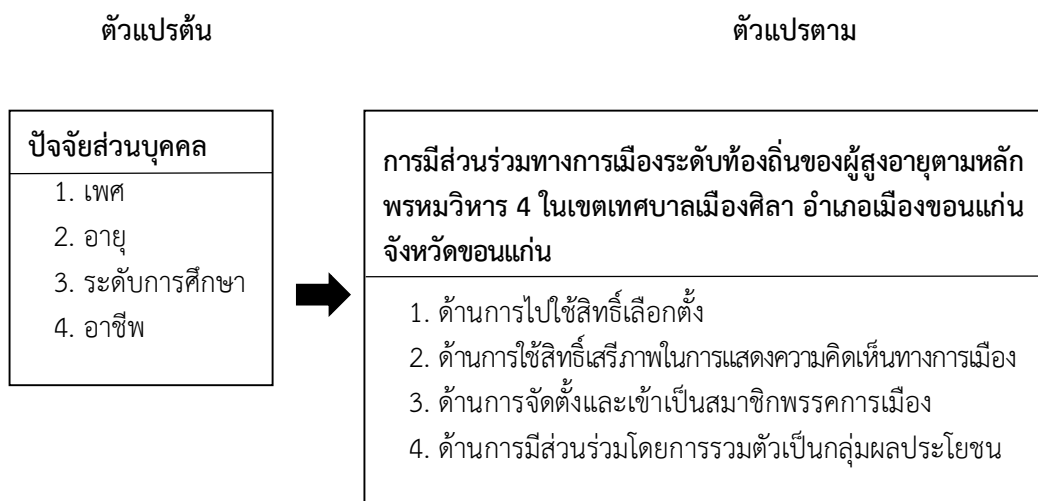 ตัวแปรต้น
ตัวแปรตาม
ปัจจัยส่วนบุคคล
1. เพศ
2. อายุ
3. ระดับการศึกษา
4. อาชีพ
การมีส่วนร่วมทางการเมืองระดับท้องถิ่นของผู้สูงอายุตามหลัก
พรหมวิหาร 4 ในเขตเทศบาลเมืองศิลา อำเภอเมืองขอนแก่น
จังหวัดขอนแก่น
1. ด้านการไปใช้สิทธิ์เลือกตั้ง
2. ด้านการใช้สิทธิ์เสรีภาพในการแสดงความคิดเห็นทางการเมือง
3. ด้านการจัดตั้งและเข้าเป็นสมาชิกพรรคการเมือง
4. ด้านการมีส่วนร่วมโดยการรวมตัวเป็นกลุ่มผลประโยชน